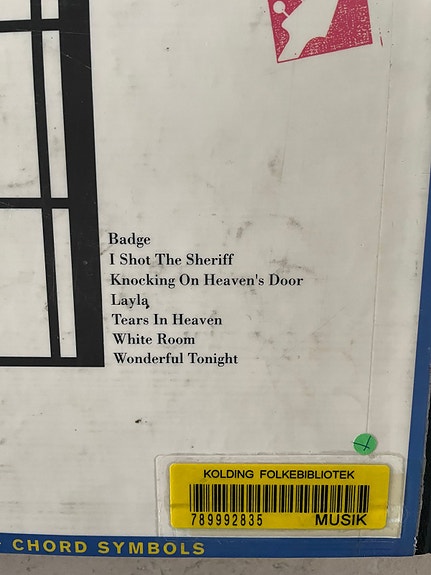 Badge
I Shot The Sheriff
Knocking On Heaven's Door
Layla
Tears In Heaven
White Room
Wonderful Tonight
KOLDING FOLKEBIBLIOTEK
789992835 MUSIK
CHORD SYMBOLS